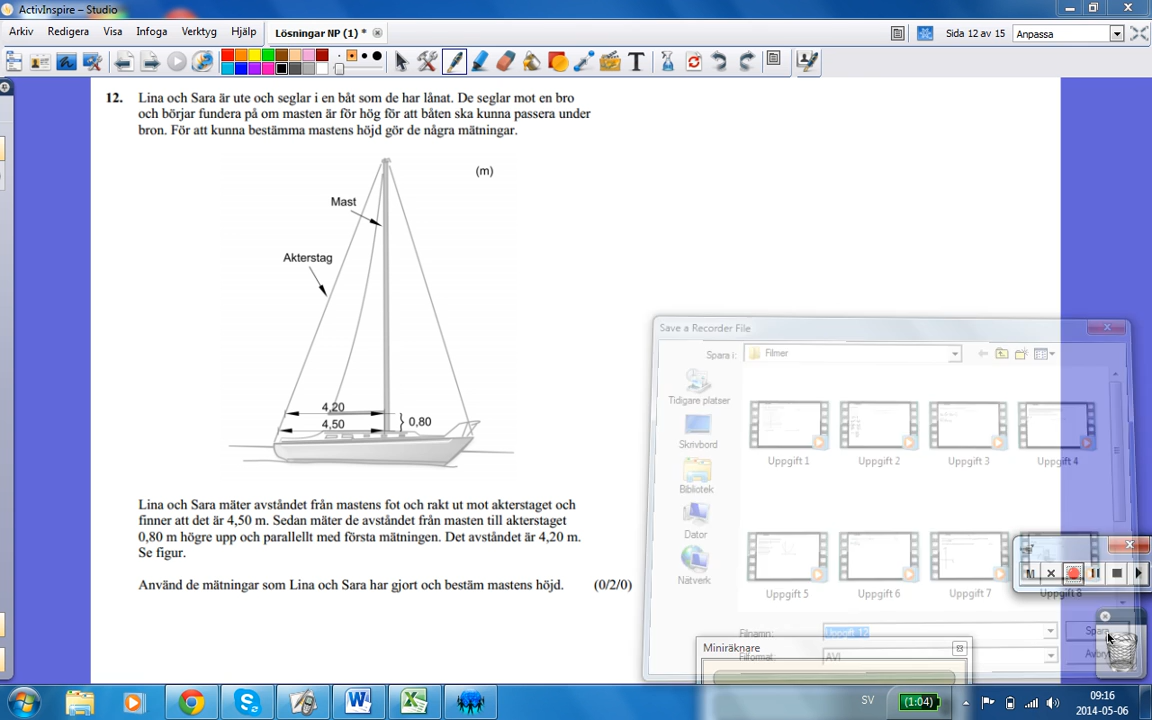 ActivInspire – Studio
Arkiv Redigera Visa Infoga Verktyg Hjälp Lösningar NP (1) * Sida 12 av 15 Anpassa
12. Lina och Sara är ute och seglar i en båt som de har lånat. De seglar mot en bro
och börjar fundera på om masten är för hög för att båten ska kunna passera under
bron. För att kunna bestämma mastens höjd gör de några mätningar.
(m)
Mast
Akterstag
4,20
4,50
0,80
Lina och Sara mäter avståndet från mastens fot och rakt ut mot akterstaget och
finner att det är 4,50 m. Sedan mäter de avståndet från masten till akterstaget
0,80 m högre upp och parallellt med första mätningen. Det avståndet är 4,20 m.
Se figur.
Använd de mätningar som Lina och Sara har gjort och bestäm mastens höjd. (0/2/0)
Save a Recorder File
Spara i: Filmer
Tidigare platser
Skrivbord
Bibliotek
Dator
Nätverk
Uppgift 1 Uppgift 2 Uppgift 3 Uppgift 4
Uppgift 5 Uppgift 6 Uppgift 7 Uppgift 8
M
Filnamn: Uppgift 12 Spara
Filformat: AVI Avbryt
Miniräknare
SV (1:04) 09:16
2014-05-06